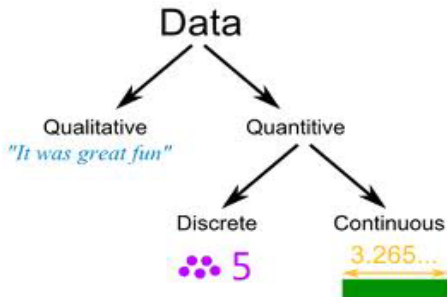 Data
Qualitative
Quantitive
"It was great fun"
Discrete
Continuous
5
3.265...